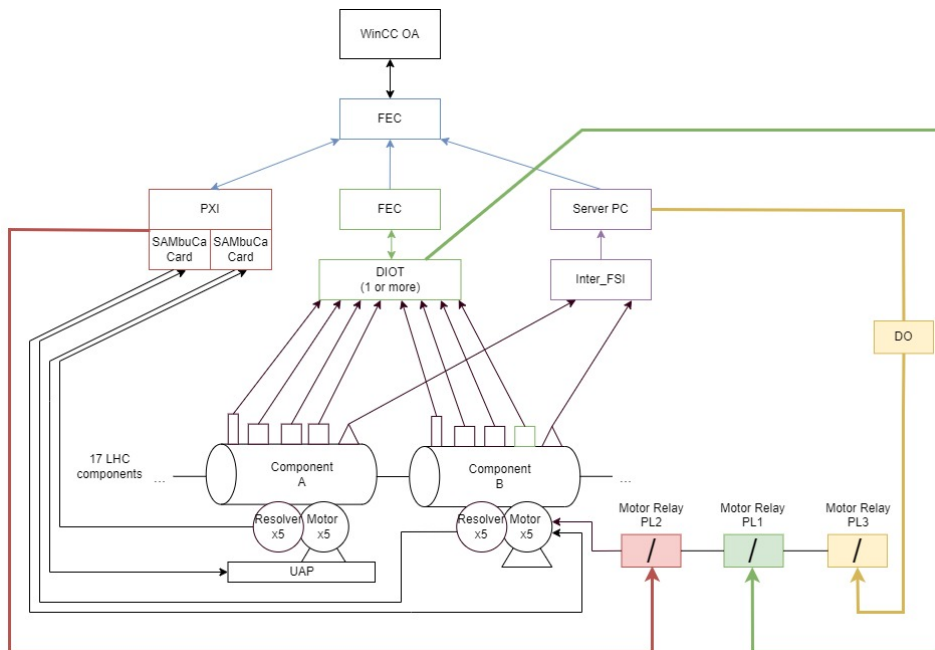 WinCC OA
FEC
PXI
FEC
Server PC
SAMbuCa
Card
SAMbuCa
Card
DIOT
(1 or more)
Inter_FSI
DO
17 LHC
components
...
Component
A
Component
B
...
Resolver
x5
Motor
x5
Resolver
x5
Motor
x5
UAP
Motor Relay
PL2
Motor Relay
PL1
Motor Relay
PL3
/
/
/